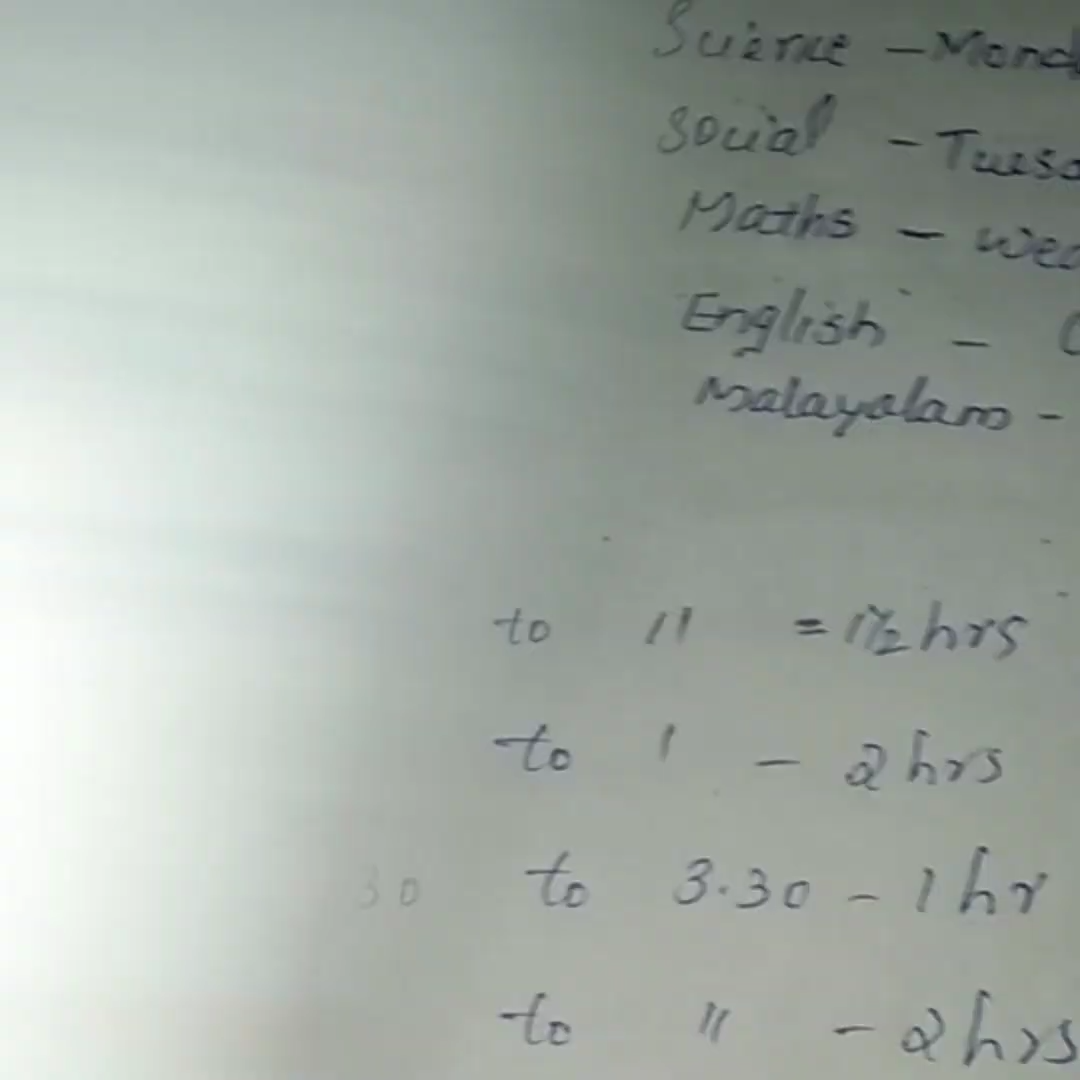 Science - Mond
Social - Tuesd
Maths - Wed
English -
Malayalam -
to 11 = 1½ hrs
to 1 - 2 hrs
30 to 3.30 - 1 hr
to 11 - 2 hrs